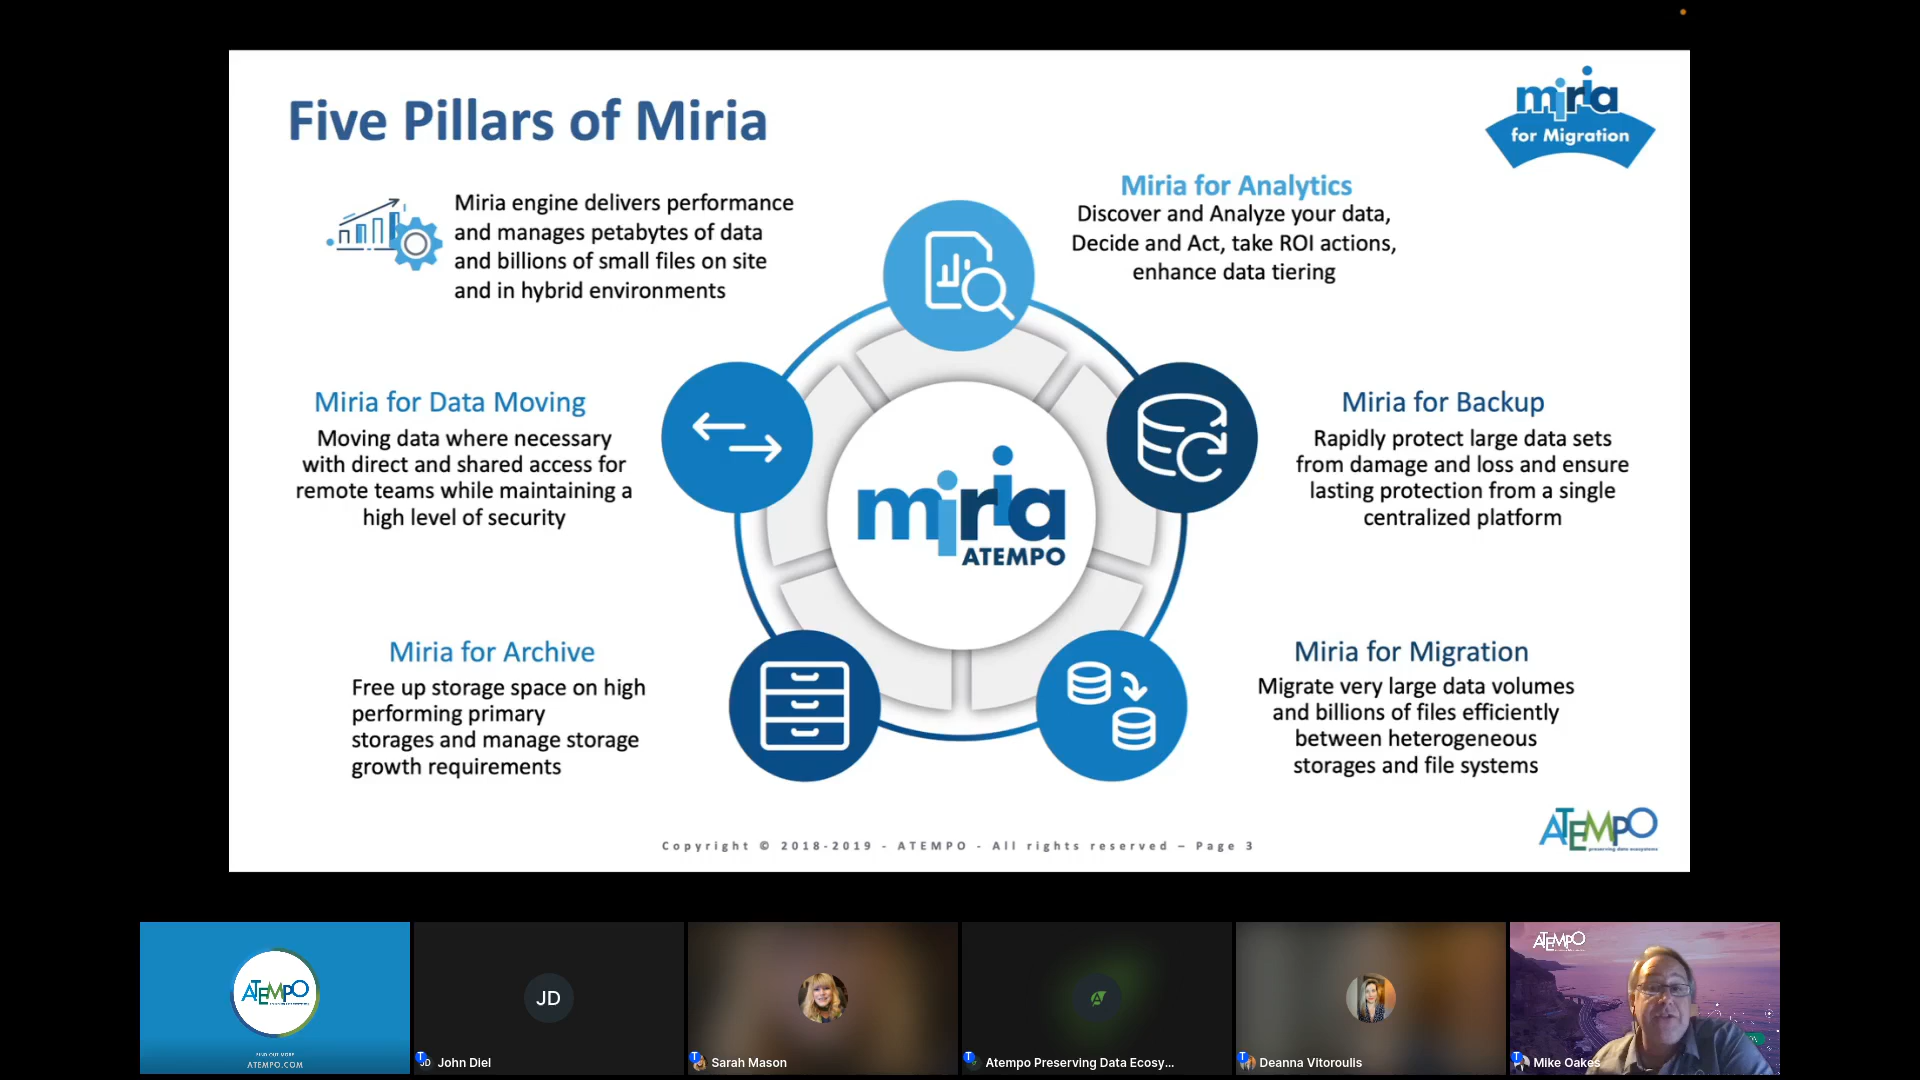 Five Pillars of Miria
miria
for Migration
Miria engine delivers performance
and manages petabytes of data
and billions of small files on site
and in hybrid environments
Miria for Analytics
Discover and Analyze your data,
Decide and Act, take ROI actions,
enhance data tiering
Miria for Data Moving
Moving data where necessary
with direct and shared access for
remote teams while maintaining a
high level of security
Miria for Backup
Rapidly protect large data sets
from damage and loss and ensure
lasting protection from a single
centralized platform
miria
ATEMPO
Miria for Archive
Free up storage space on high
performing primary
storages and manage storage
growth requirements
Miria for Migration
Migrate very large data volumes
and billions of files efficiently
between heterogeneous
storages and file systems
ATEMPO
preserving data ecosystems
Copyright © 2018-2019 - ATEMPO - All rights reserved – Page 3
ATEMPO
FIND OUT MORE
ATEMPO.COM
JD
T
JD
John Diel
T
Sarah Mason
T
Atempo Preserving Data Ecosy...
T
Deanna Vitoroulis
ATEMPO
T
Mike Oakes